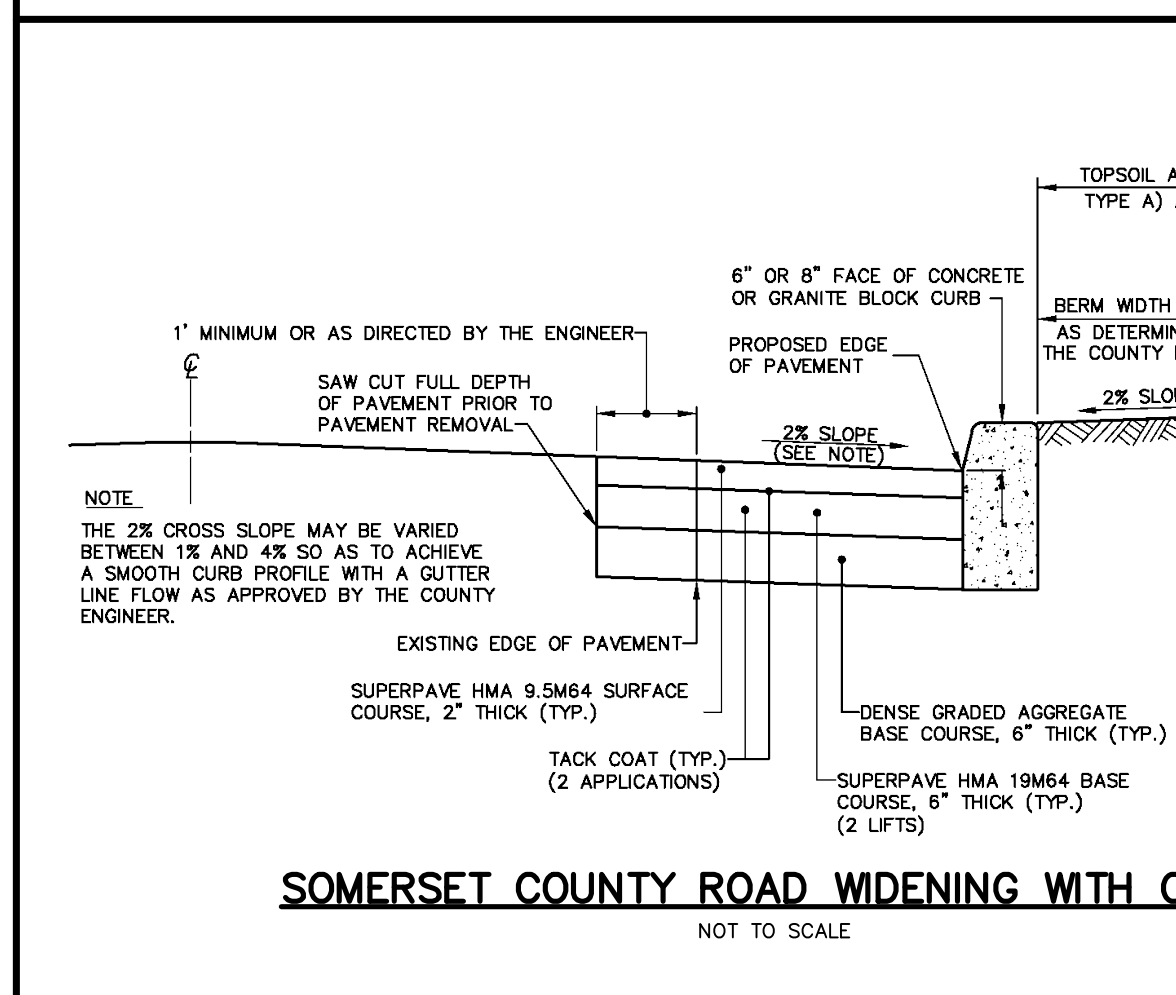 TOPSOIL A
TYPE A)
6" OR 8" FACE OF CONCRETE
OR GRANITE BLOCK CURB
BERM WIDTH
AS DETERMIN
THE COUNTY
1' MINIMUM OR AS DIRECTED BY THE ENGINEER
PROPOSED EDGE
OF PAVEMENT
℄
SAW CUT FULL DEPTH
OF PAVEMENT PRIOR TO
PAVEMENT REMOVAL
2% SLO
2% SLOPE
(SEE NOTE)
NOTE
THE 2% CROSS SLOPE MAY BE VARIED
BETWEEN 1% AND 4% SO AS TO ACHIEVE
A SMOOTH CURB PROFILE WITH A GUTTER
LINE FLOW AS APPROVED BY THE COUNTY
ENGINEER.
EXISTING EDGE OF PAVEMENT
SUPERPAVE HMA 9.5M64 SURFACE
COURSE, 2" THICK (TYP.)
DENSE GRADED AGGREGATE
BASE COURSE, 6" THICK (TYP.)
TACK COAT (TYP.)
(2 APPLICATIONS)
SUPERPAVE HMA 19M64 BASE
COURSE, 6" THICK (TYP.)
(2 LIFTS)
SOMERSET COUNTY ROAD WIDENING WITH C
NOT TO SCALE